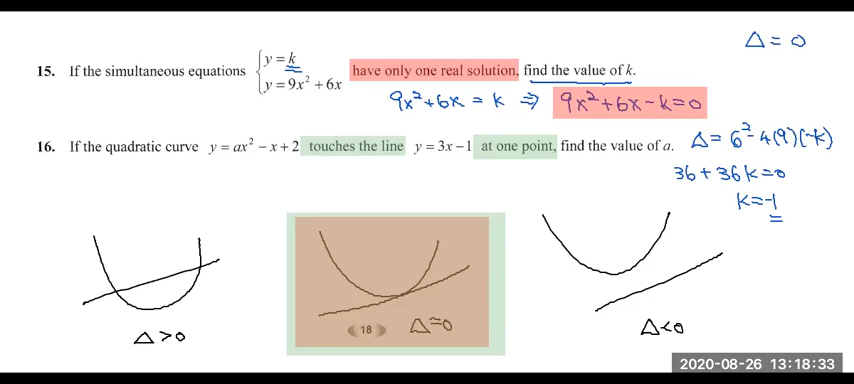 Δ = 0
15. If the simultaneous equations { y = k have only one real solution, find the value of k.
y = 9x² + 6x
9x² + 6x = k ⇒ 9x² + 6x - k = 0
16. If the quadratic curve y = ax² − x + 2 touches the line y = 3x − 1 at one point, find the value of a.
Δ = 6² - 4(9)(-k)
36 + 36k = 0
k = -1
Δ > 0
18
Δ = 0
Δ < 0
2020-08-26 13:18:33